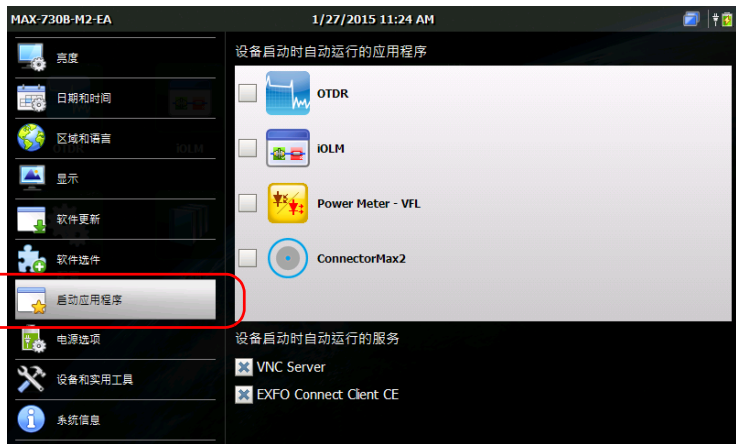 MAX-730B-M2-EA
1/27/2015 11:24 AM
亮度
日期和时间
区域和语言
显示
软件更新
软件选件
启动应用程序
电源选项
设备和实用工具
系统信息
设备启动时自动运行的应用程序
OTDR
iOLM
Power Meter - VFL
ConnectorMax2
设备启动时自动运行的服务
VNC Server
EXFO Connect Client CE
OTDR
iOLM